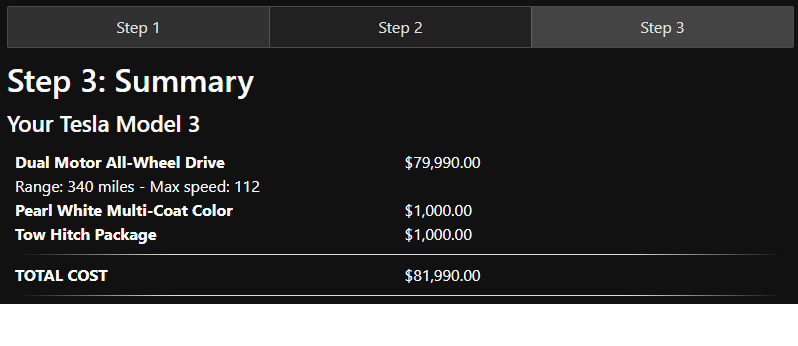 Step 1 Step 2 Step 3
Step 3: Summary
Your Tesla Model 3
Dual Motor All-Wheel Drive $79,990.00
Range: 340 miles - Max speed: 112
Pearl White Multi-Coat Color $1,000.00
Tow Hitch Package $1,000.00
TOTAL COST $81,990.00